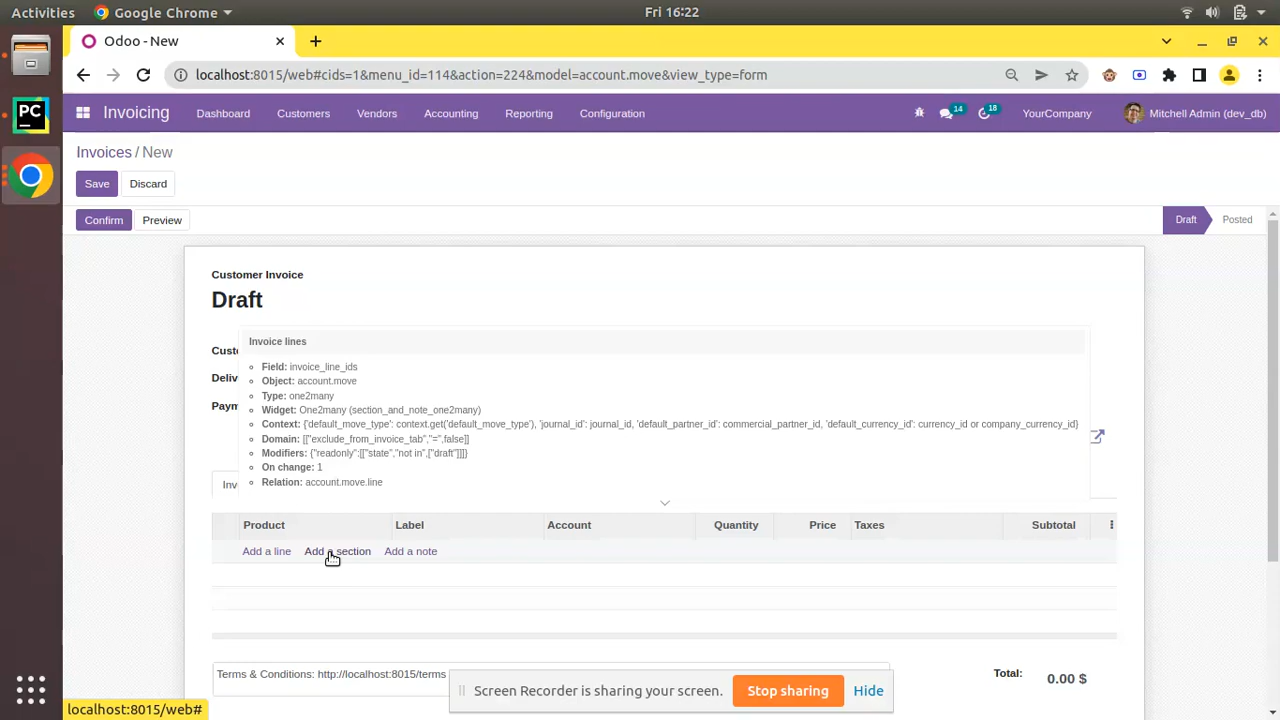 Activities Google Chrome Fri 16:22
Odoo - New
localhost:8015/web#cids=1&menu_id=114&action=224&model=account.move&view_type=form
Invoicing Dashboard Customers Vendors Accounting Reporting Configuration 14 18 YourCompany Mitchell Admin (dev_db)
Invoices / New
Save Discard
Confirm Preview Draft Posted
Customer Invoice
Draft
Invoice lines
Custo
Field: invoice_line_ids
Deliv
Object: account.move
Type: one2many
Paym
Widget: One2many (section_and_note_one2many)
Context: {'default_move_type': context.get('default_move_type'), 'journal_id': journal_id, 'default_partner_id': commercial_partner_id, 'default_currency_id': currency_id or company_currency_id}
Domain: [["exclude_from_invoice_tab","=",false]]
Modifiers: {"readonly":[["state","not in",["draft"]]]}
On change: 1
Relation: account.move.line
Inv
Product Label Account Quantity Price Taxes Subtotal
Add a line Add a section Add a note
Terms & Conditions: http://localhost:8015/terms Total: 0.00 $
Screen Recorder is sharing your screen. Stop sharing Hide
localhost:8015/web#
PC